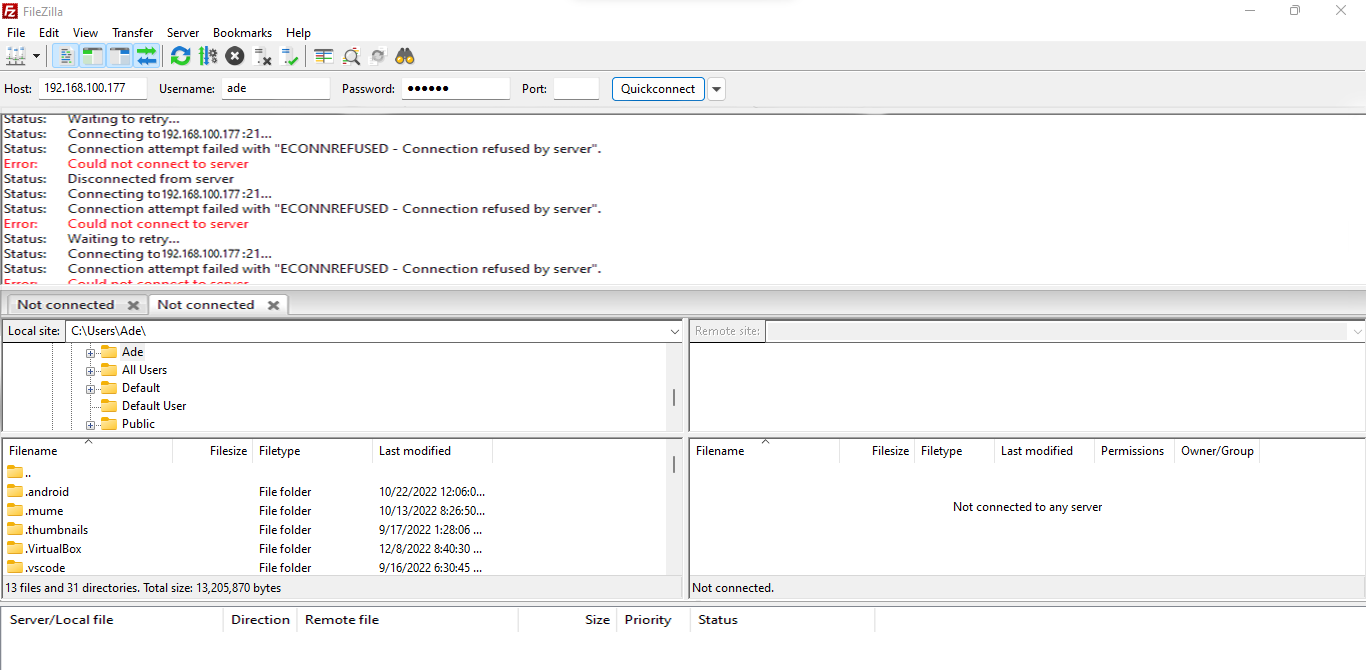 FileZilla
File Edit View Transfer Server Bookmarks Help
Host: 192.168.100.177 Username: ade Password: ●●●●●● Port: Quickconnect
Status: Waiting to retry...
Status: Connecting to 192.168.100.177:21...
Status: Connection attempt failed with "ECONNREFUSED - Connection refused by server".
Error: Could not connect to server
Status: Disconnected from server
Status: Connecting to 192.168.100.177:21...
Status: Connection attempt failed with "ECONNREFUSED - Connection refused by server".
Error: Could not connect to server
Status: Waiting to retry...
Status: Connecting to 192.168.100.177:21...
Status: Connection attempt failed with "ECONNREFUSED - Connection refused by server".
Error: Could not connect to server
Not connected Not connected
Local site: C:\Users\Ade\
Ade
All Users
Default
Default User
Public
Filename Filesize Filetype Last modified
..
.android File folder 10/22/2022 12:06:0...
.mume File folder 10/13/2022 8:26:50...
.thumbnails File folder 9/17/2022 1:28:06 ...
.VirtualBox File folder 12/8/2022 8:40:30 ...
.vscode File folder 9/16/2022 6:30:45 ...
13 files and 31 directories. Total size: 13,205,870 bytes
Remote site:
Filename Filesize Filetype Last modified Permissions Owner/Group
Not connected to any server
Not connected.
Server/Local file Direction Remote file Size Priority Status